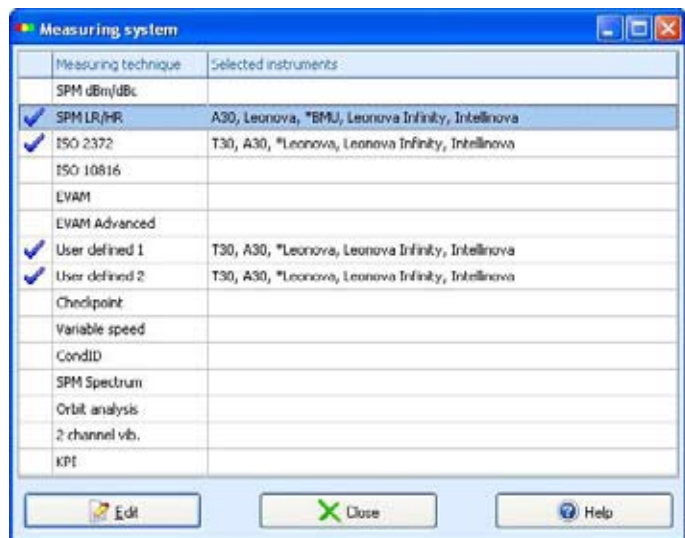 Measuring system
Measuring technique Selected instruments
SPM dBm/dBc
SPM LR/HR A30, Leonova, *BMU, Leonova Infinity, Intellinova
ISO 2372 T30, A30, *Leonova, Leonova Infinity, Intellinova
ISO 10816
EVAM
EVAM Advanced
User defined 1 T30, A30, *Leonova, Leonova Infinity, Intellinova
User defined 2 T30, A30, *Leonova, Leonova Infinity, Intellinova
Checkpoint
Variable speed
CondID
SPM Spectrum
Orbit analysis
2 channel vib.
KPI
Edit Close Help